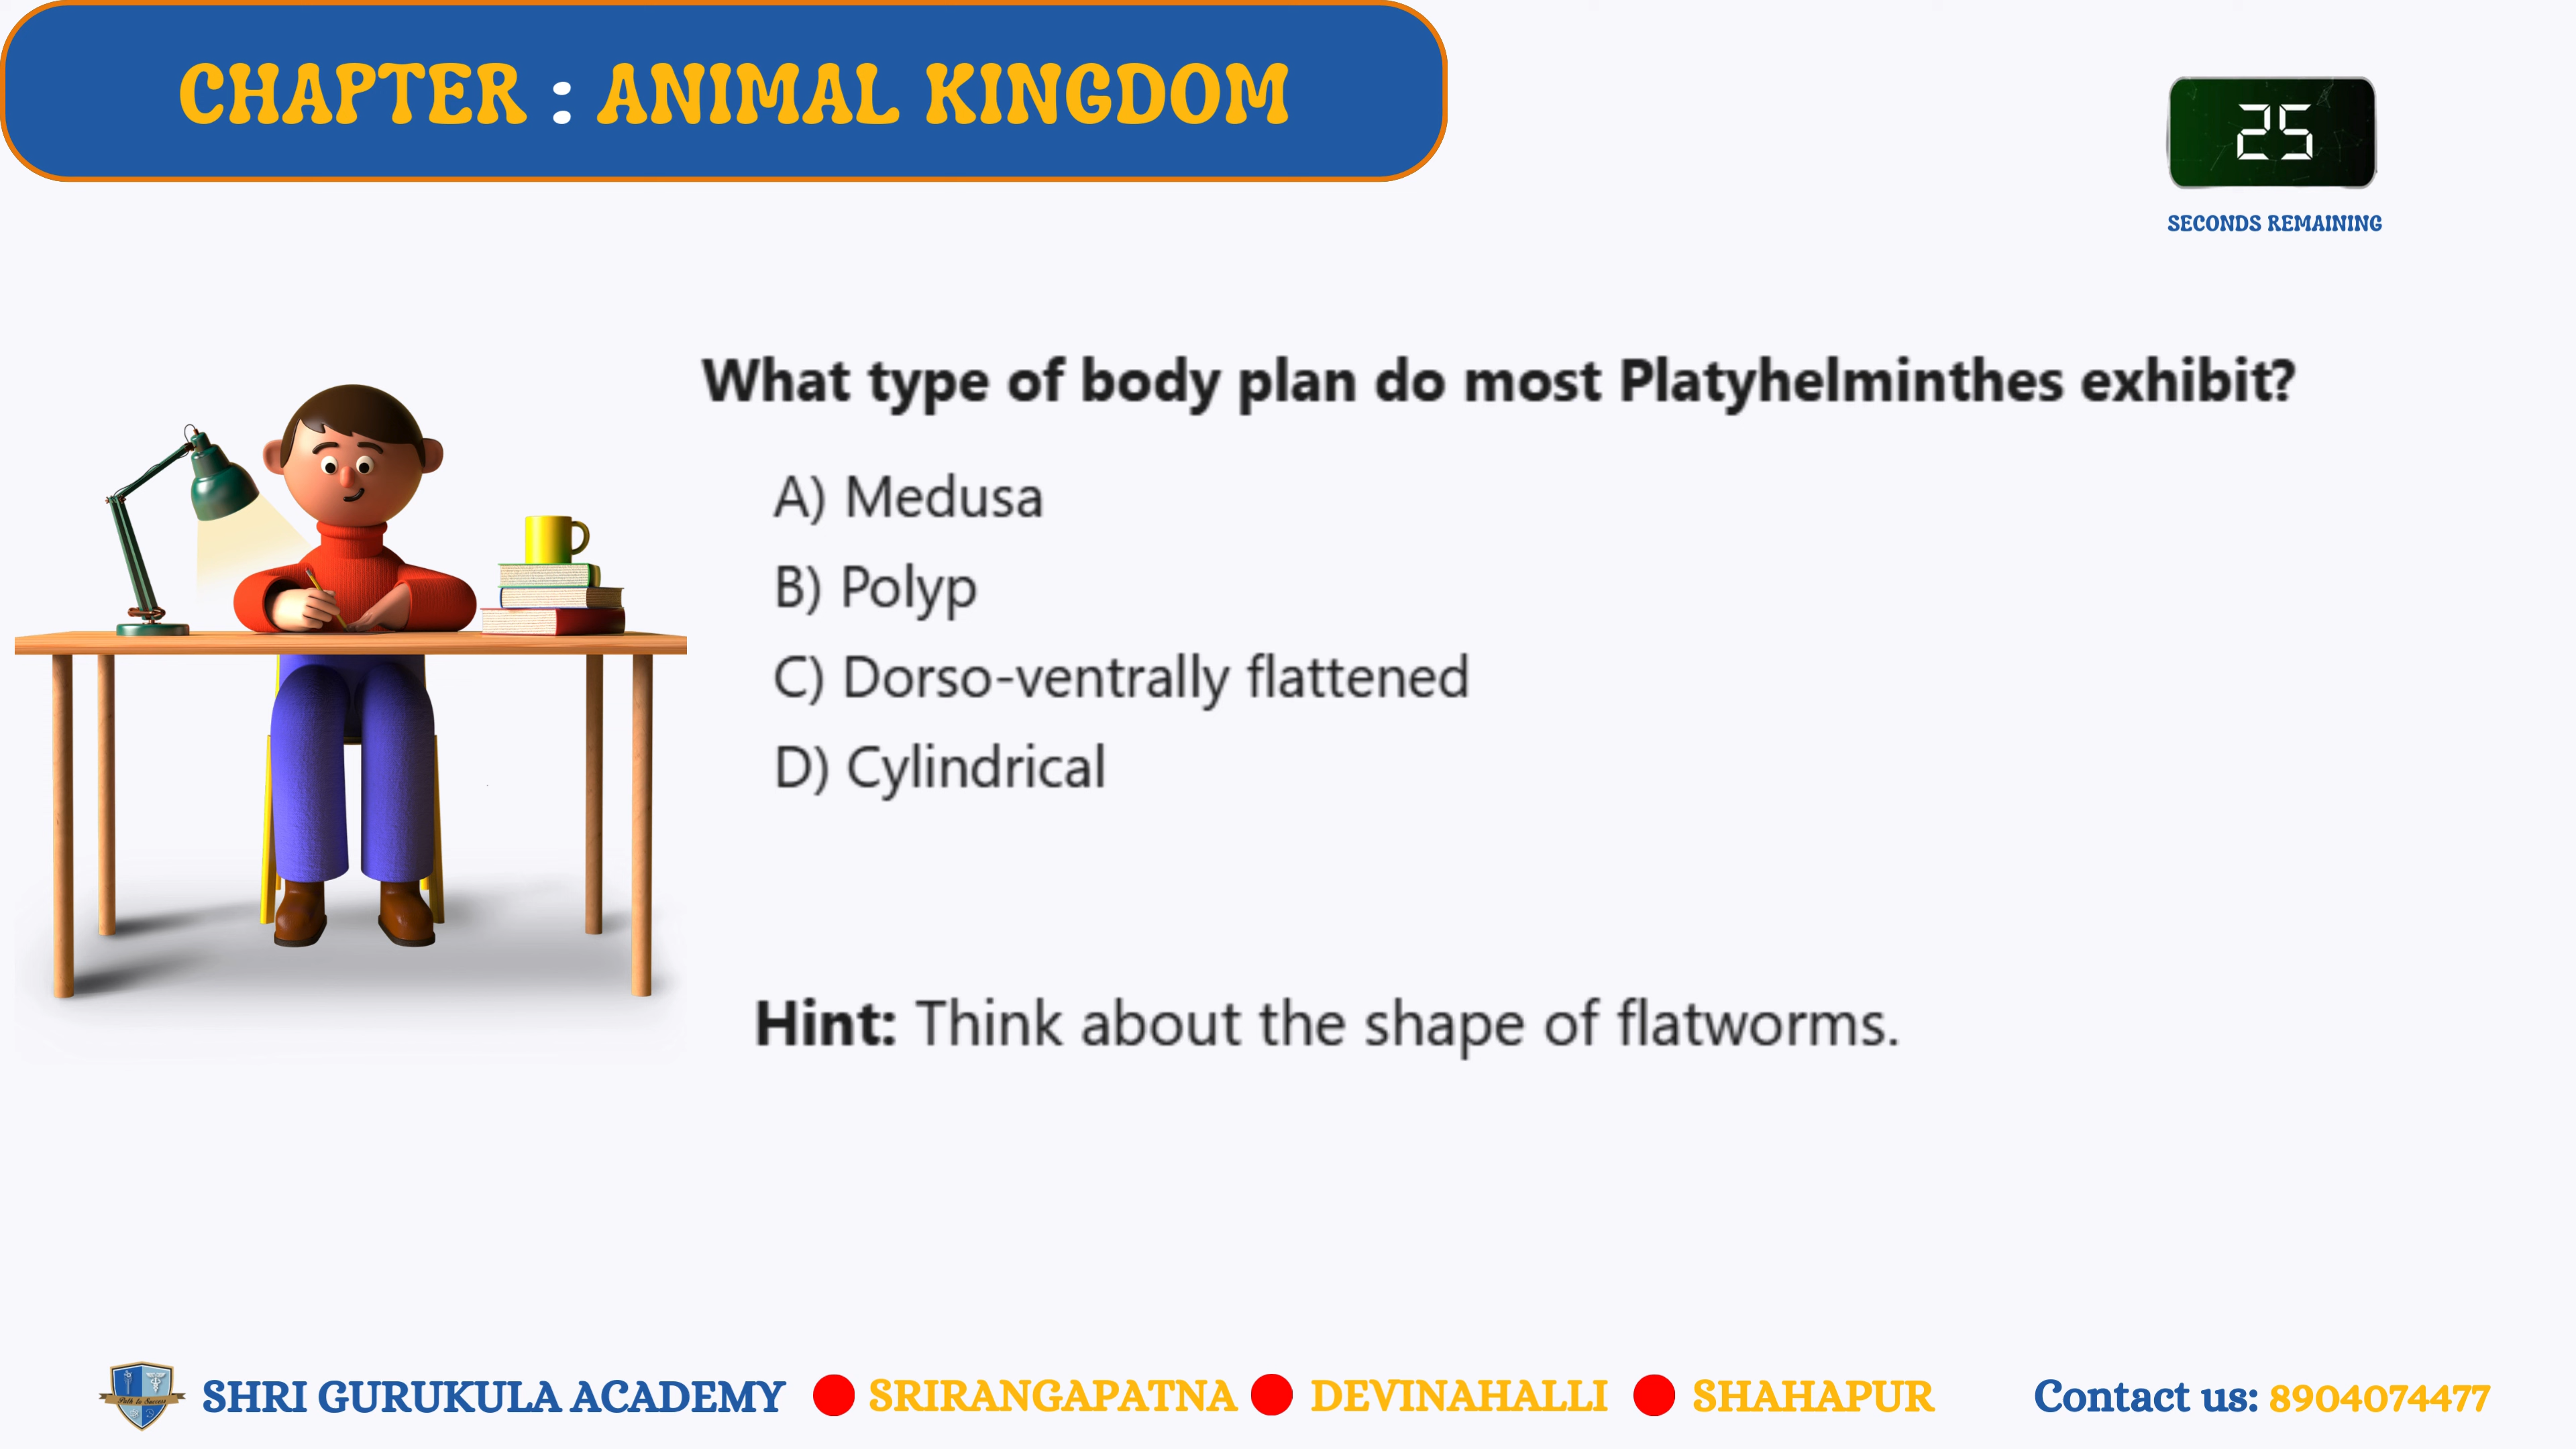 CHAPTER : ANIMAL KINGDOM
25
SECONDS REMAINING
What type of body plan do most Platyhelminthes exhibit?
A) Medusa
B) Polyp
C) Dorso-ventrally flattened
D) Cylindrical
Hint: Think about the shape of flatworms.
SHRI GURUKULA ACADEMY SRIRANGAPATNA DEVINAHALLI SHAHAPUR Contact us: 8904074477